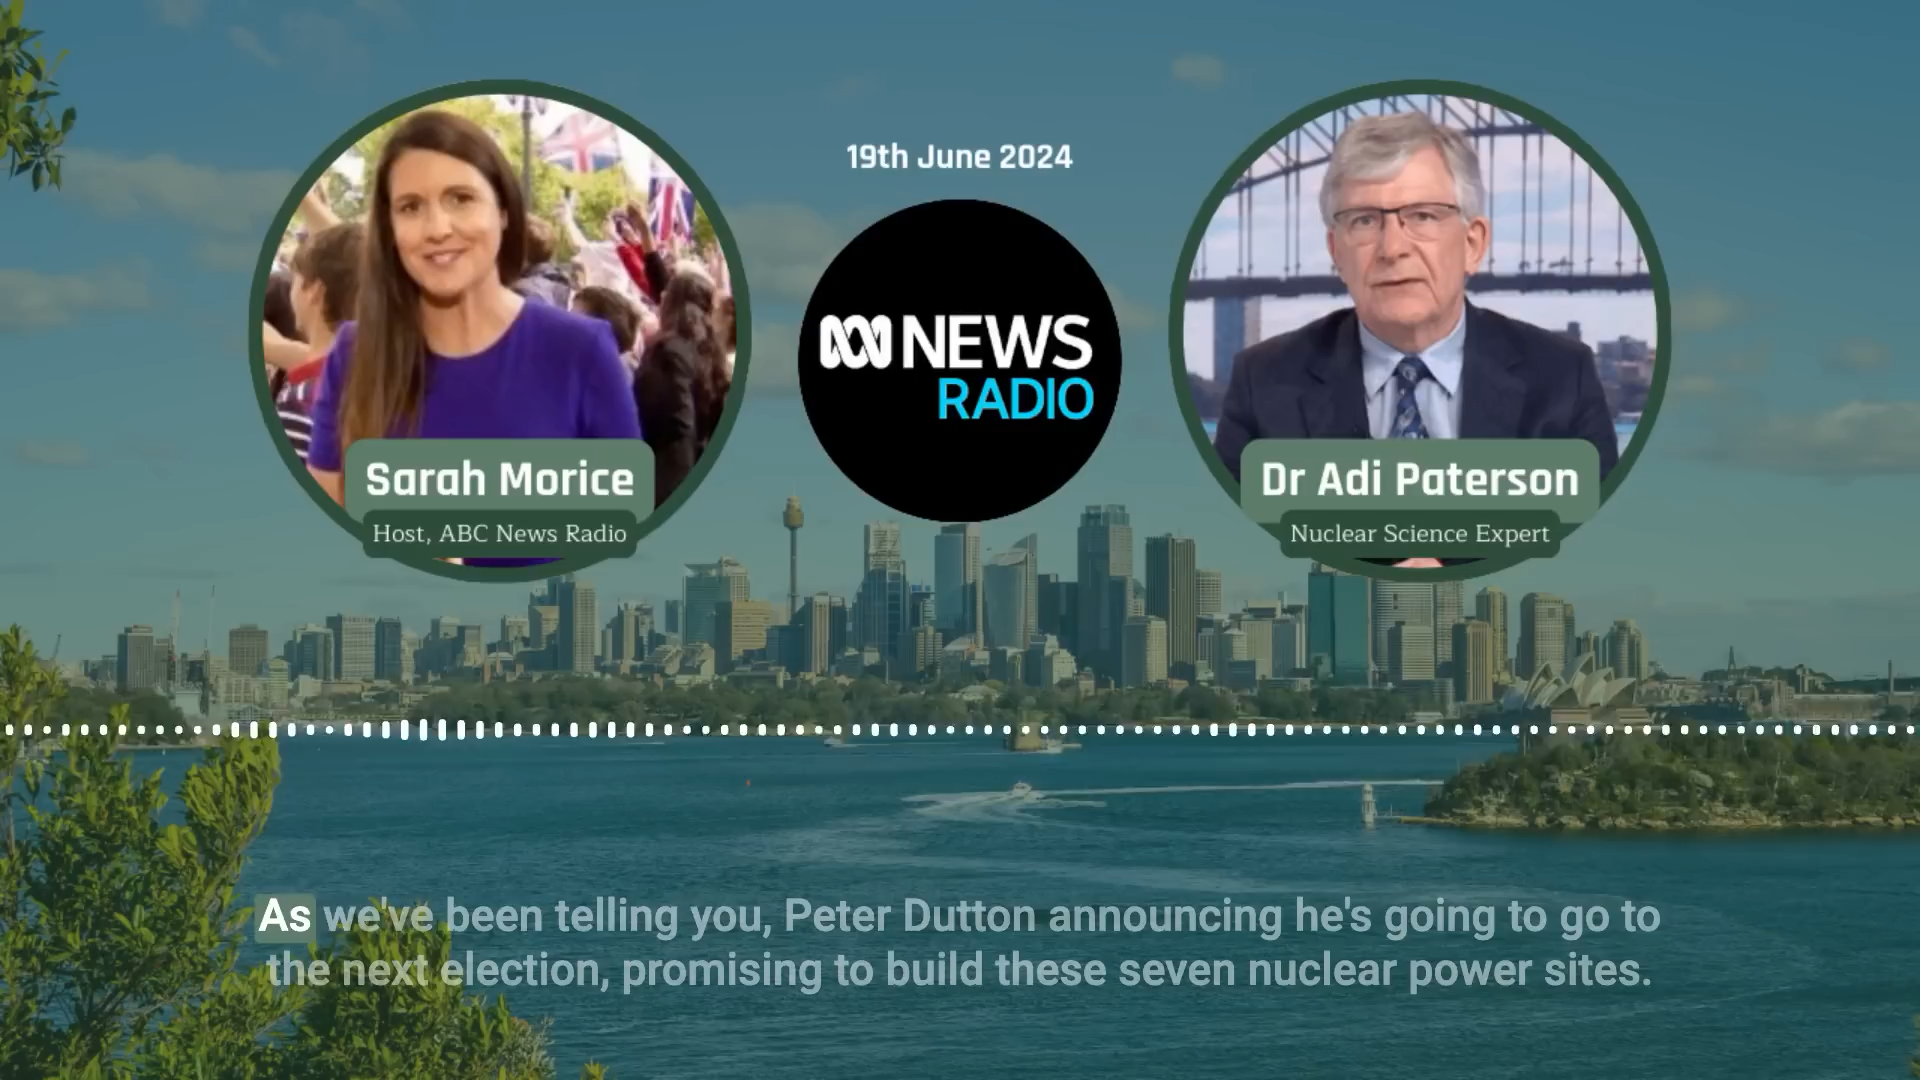 19th June 2024
NEWS
RADIO
Sarah Morice
Host, ABC News Radio
Dr Adi Paterson
Nuclear Science Expert
As we've been telling you, Peter Dutton announcing he's going to go to
the next election, promising to build these seven nuclear power sites.